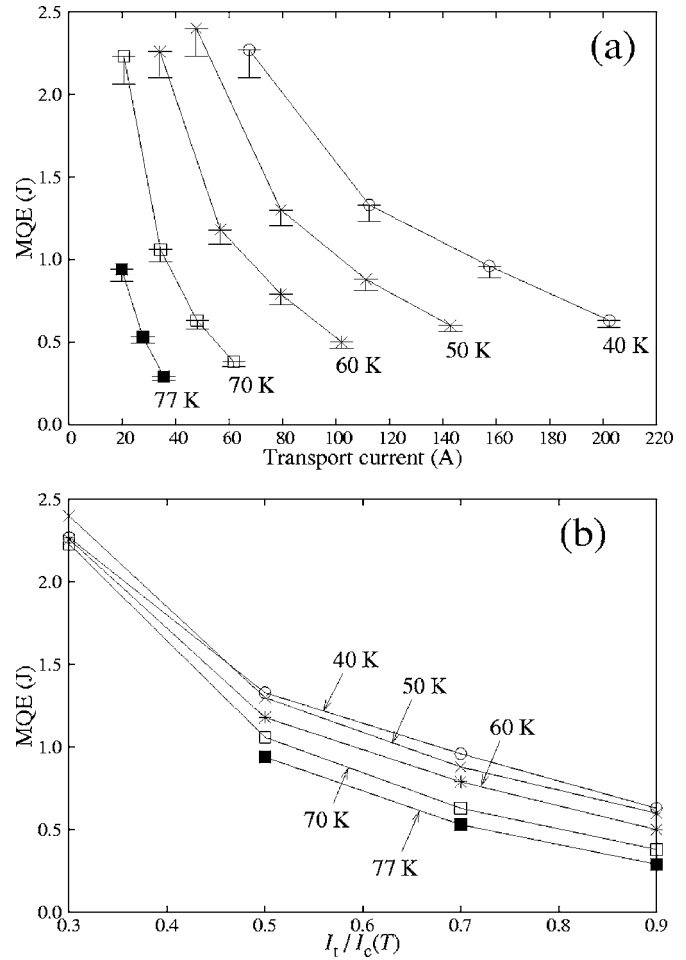 (a)
2.5
2.0
1.5
1.0
0.5
0.0
MQE (J)
77 K
70 K
60 K
50 K
40 K
0 20 40 60 80 100 120 140 160 180 200 220
Transport current (A)
(b)
2.5
2.0
1.5
1.0
0.5
0.0
MQE (J)
40 K
50 K
60 K
70 K
77 K
0.3 0.4 0.5 0.6 0.7 0.8 0.9
I_t / I_c(T)